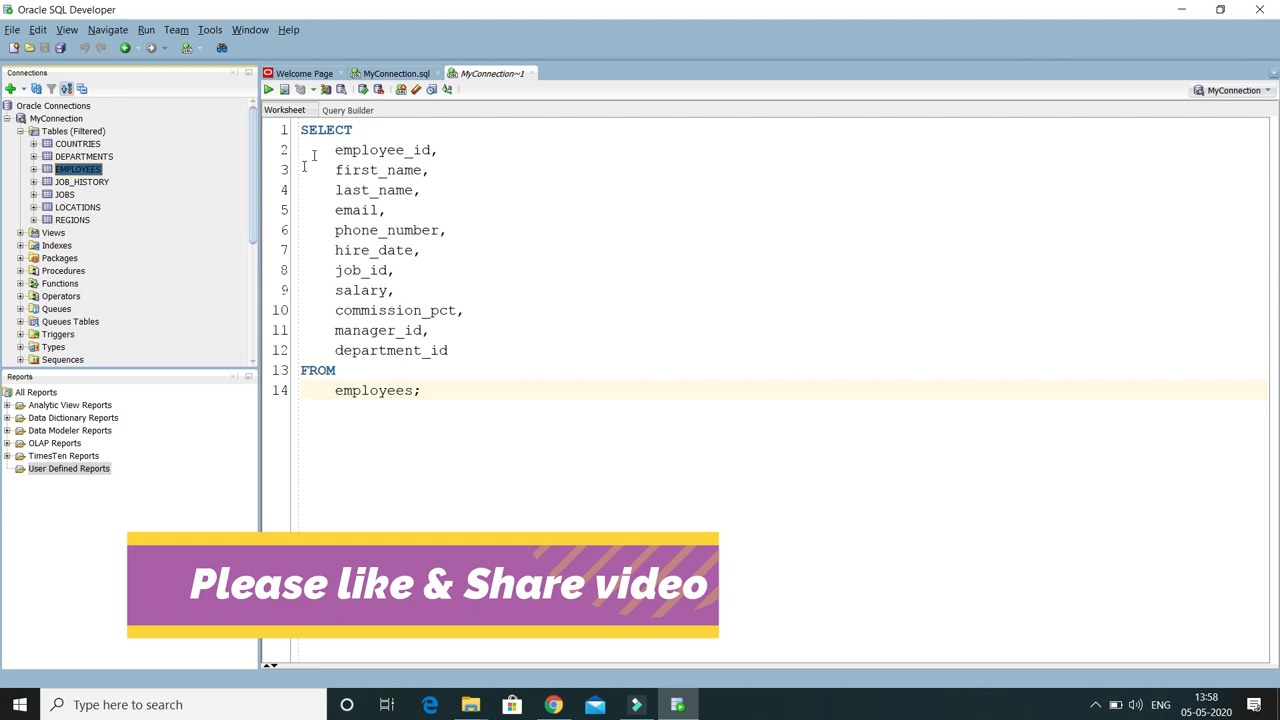 Oracle SQL Developer
File Edit View Navigate Run Team Tools Window Help
Connections
Oracle Connections
MyConnection
Tables (Filtered)
COUNTRIES
DEPARTMENTS
EMPLOYEES
JOB_HISTORY
JOBS
LOCATIONS
REGIONS
Views
Indexes
Packages
Procedures
Functions
Operators
Queues
Queues Tables
Triggers
Types
Sequences
Reports
All Reports
Analytic View Reports
Data Dictionary Reports
Data Modeler Reports
OLAP Reports
TimesTen Reports
User Defined Reports
Welcome Page MyConnection.sql MyConnection~1
MyConnection
Worksheet Query Builder
1 SELECT
2 employee_id,
3 first_name,
4 last_name,
5 email,
6 phone_number,
7 hire_date,
8 job_id,
9 salary,
10 commission_pct,
11 manager_id,
12 department_id
13 FROM
14 employees;
Please like & Share video
Type here to search
ENG
13:58
05-05-2020